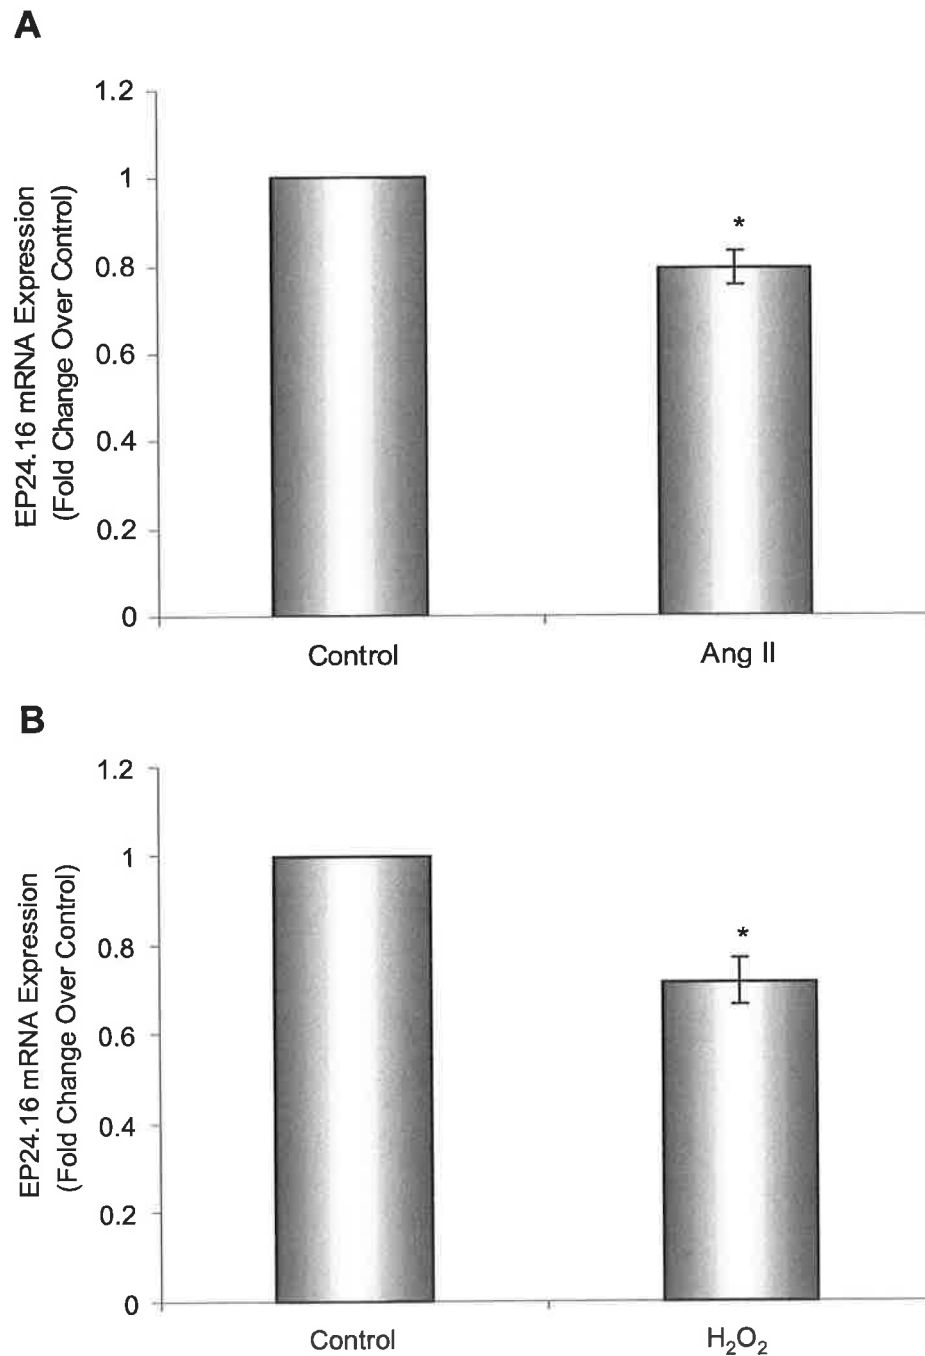 A
EP24.16 mRNA Expression
(Fold Change Over Control)
1.2
1
0.8
0.6
0.4
0.2
0
*
Control
Ang II
B
EP24.16 mRNA Expression
(Fold Change Over Control)
1.2
1
0.8
0.6
0.4
0.2
0
*
Control
H₂O₂